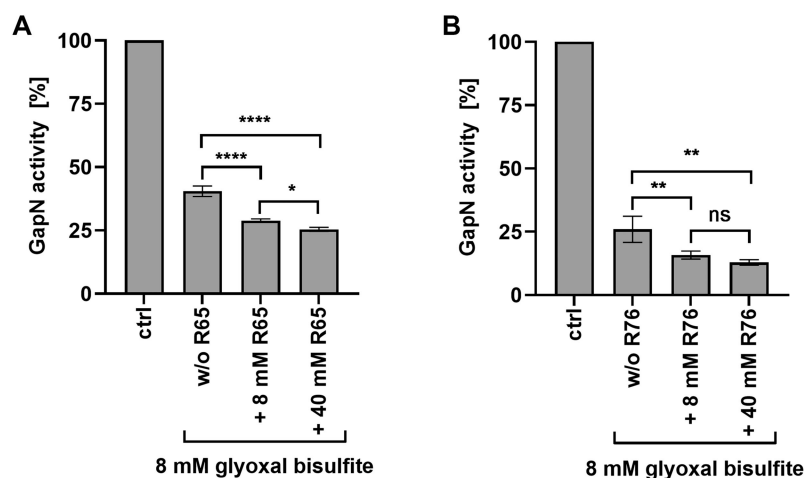 A
GapN activity [%]
100
75
50
25
0
****
****
*
ctrl
w/o R65
+ 8 mM R65
+ 40 mM R65
8 mM glyoxal bisulfite
B
GapN activity [%]
100
75
50
25
0
**
**
ns
ctrl
w/o R76
+ 8 mM R76
+ 40 mM R76
8 mM glyoxal bisulfite